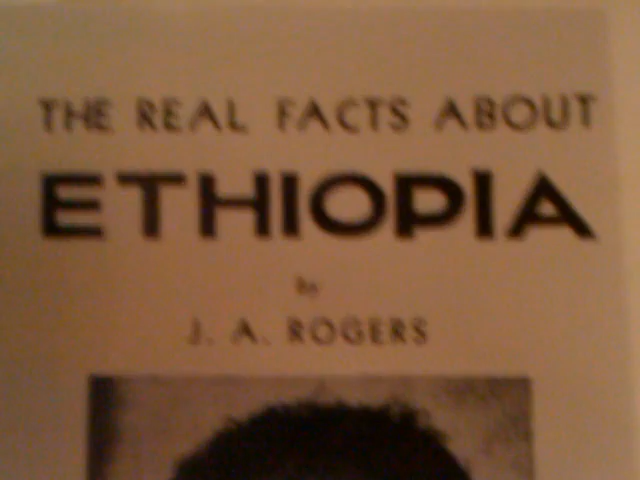 THE REAL FACTS ABOUT
ETHIOPIA
by
J. A. ROGERS